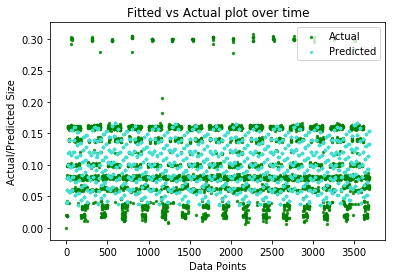 Fitted vs Actual plot over time
Actual
Predicted
Actual/Predicted Size
0.30
0.25
0.20
0.15
0.10
0.05
0.00
0 500 1000 1500 2000 2500 3000 3500
Data Points